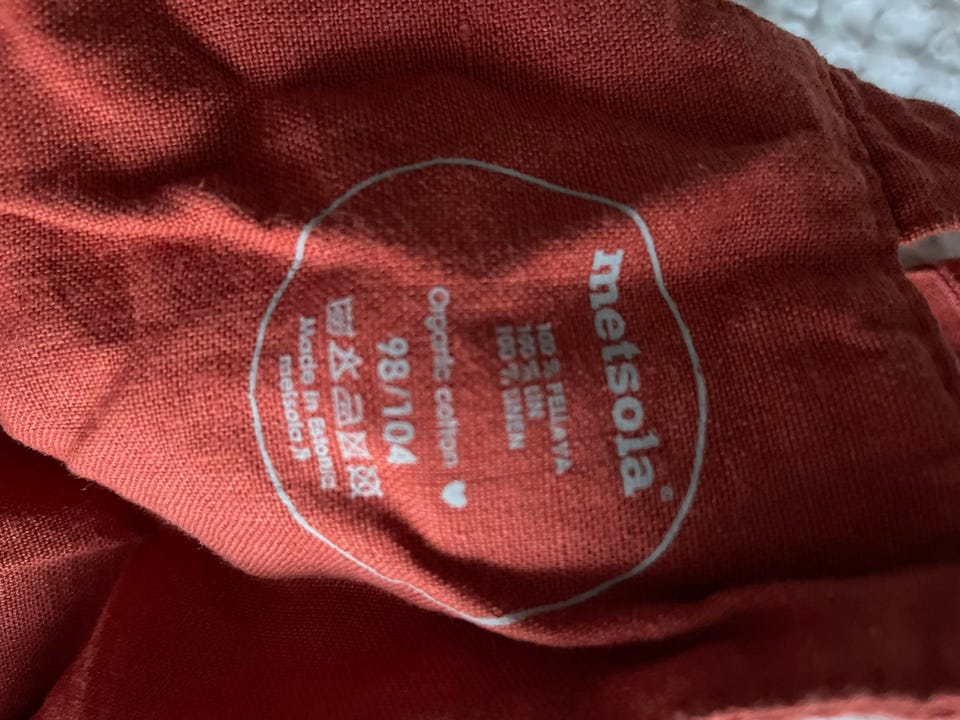 metsola
100 % PELLAVA
100 % LIN
100 % LINEN
Organic cotton ♥
98/104
Made in Estonia
metsola.fi